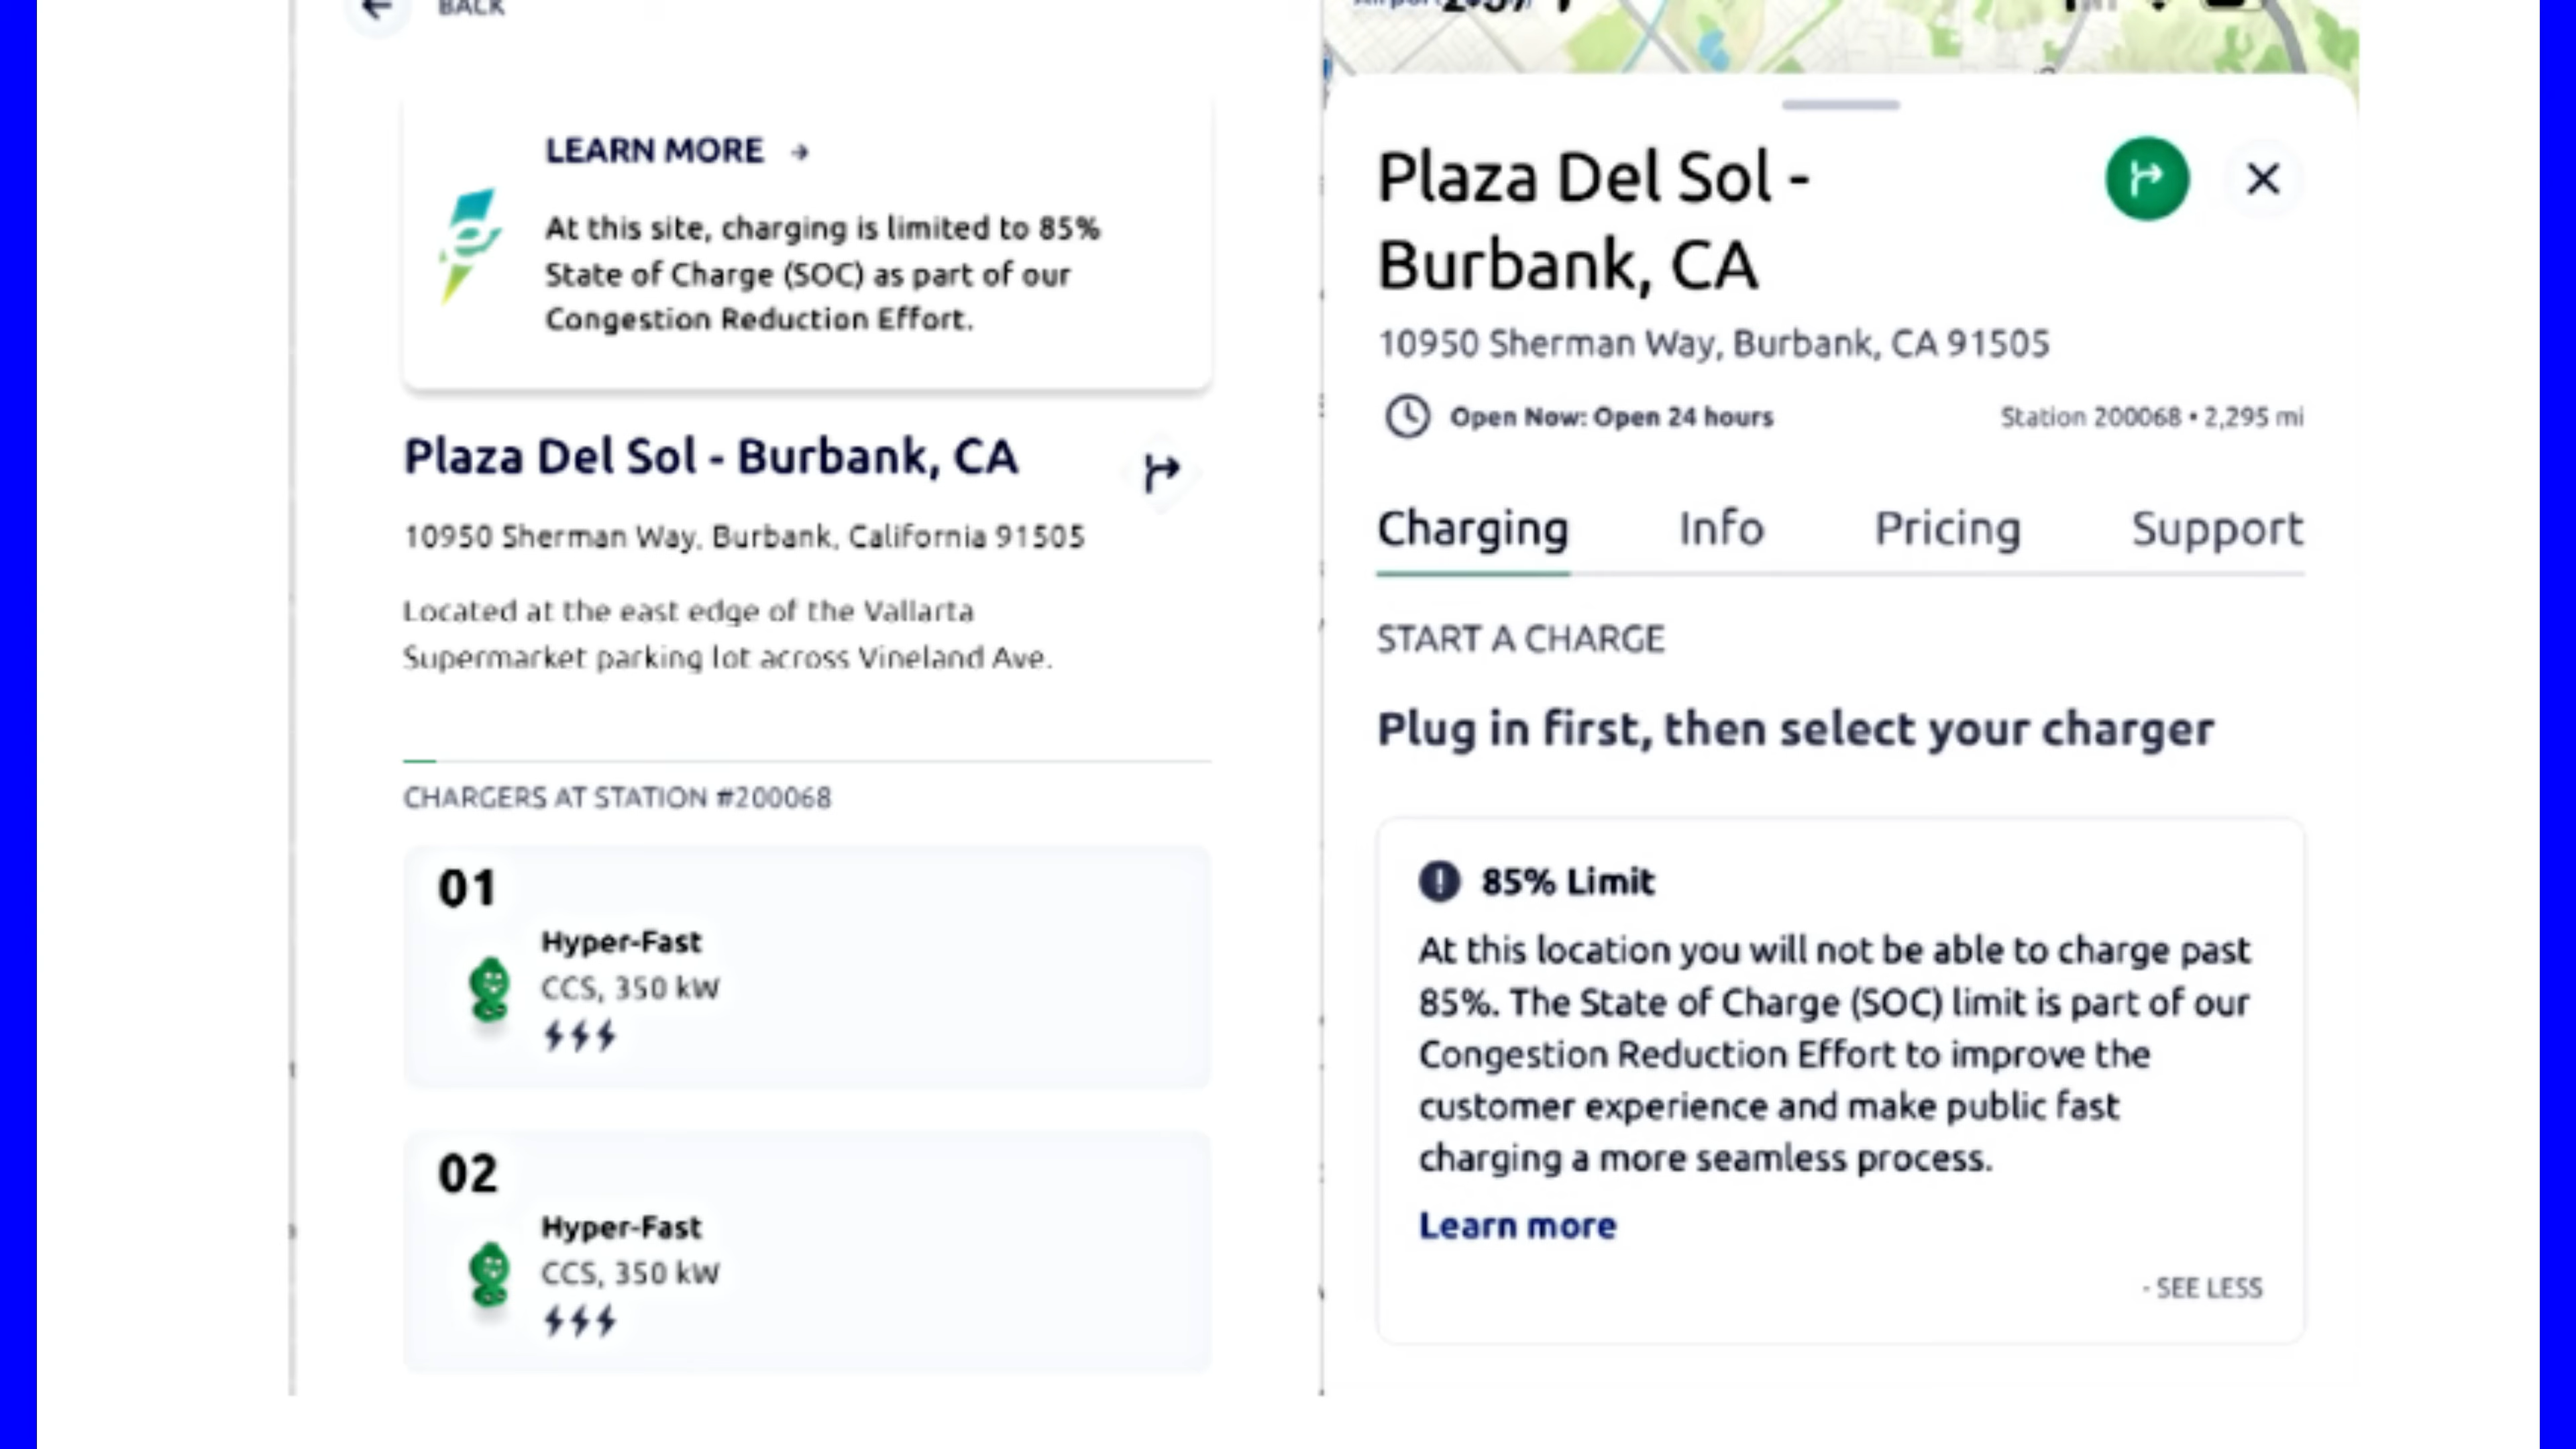 BACK
LEARN MORE →
At this site, charging is limited to 85%
State of Charge (SOC) as part of our
Congestion Reduction Effort.
Plaza Del Sol - Burbank, CA
10950 Sherman Way, Burbank, California 91505
Located at the east edge of the Vallarta
Supermarket parking lot across Vineland Ave.
CHARGERS AT STATION #200068
01
Hyper-Fast
CCS, 350 kW
02
Hyper-Fast
CCS, 350 kW
Airport
2:37
Plaza Del Sol -
Burbank, CA
10950 Sherman Way, Burbank, CA 91505
Open Now: Open 24 hours
Station 200068 • 2,295 mi
Charging Info Pricing Support
START A CHARGE
Plug in first, then select your charger
85% Limit
At this location you will not be able to charge past
85%. The State of Charge (SOC) limit is part of our
Congestion Reduction Effort to improve the
customer experience and make public fast
charging a more seamless process.
Learn more
- SEE LESS